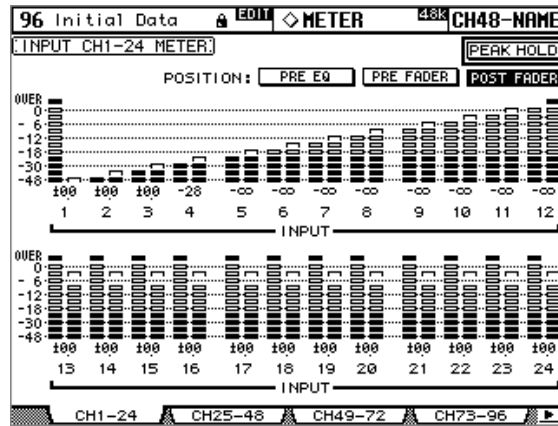 96 Initial Data EDIT METER 48k CH48-NAME
INPUT CH1-24 METER
PEAK HOLD
POSITION: PRE EQ PRE FADER POST FADER
OVER
0
- 6
-12
-18
-30
-48
±00 ±00 ±00 -28 -∞ -∞ -∞ -∞ -∞ -∞ -∞ -∞
1 2 3 4 5 6 7 8 9 10 11 12
INPUT
OVER
0
- 6
-12
-18
-30
-48
±00 ±00 ±00 ±00 ±00 ±00 ±00 ±00 ±00 ±00 ±00 ±00
13 14 15 16 17 18 19 20 21 22 23 24
INPUT
CH1-24 CH25-48 CH49-72 CH73-96